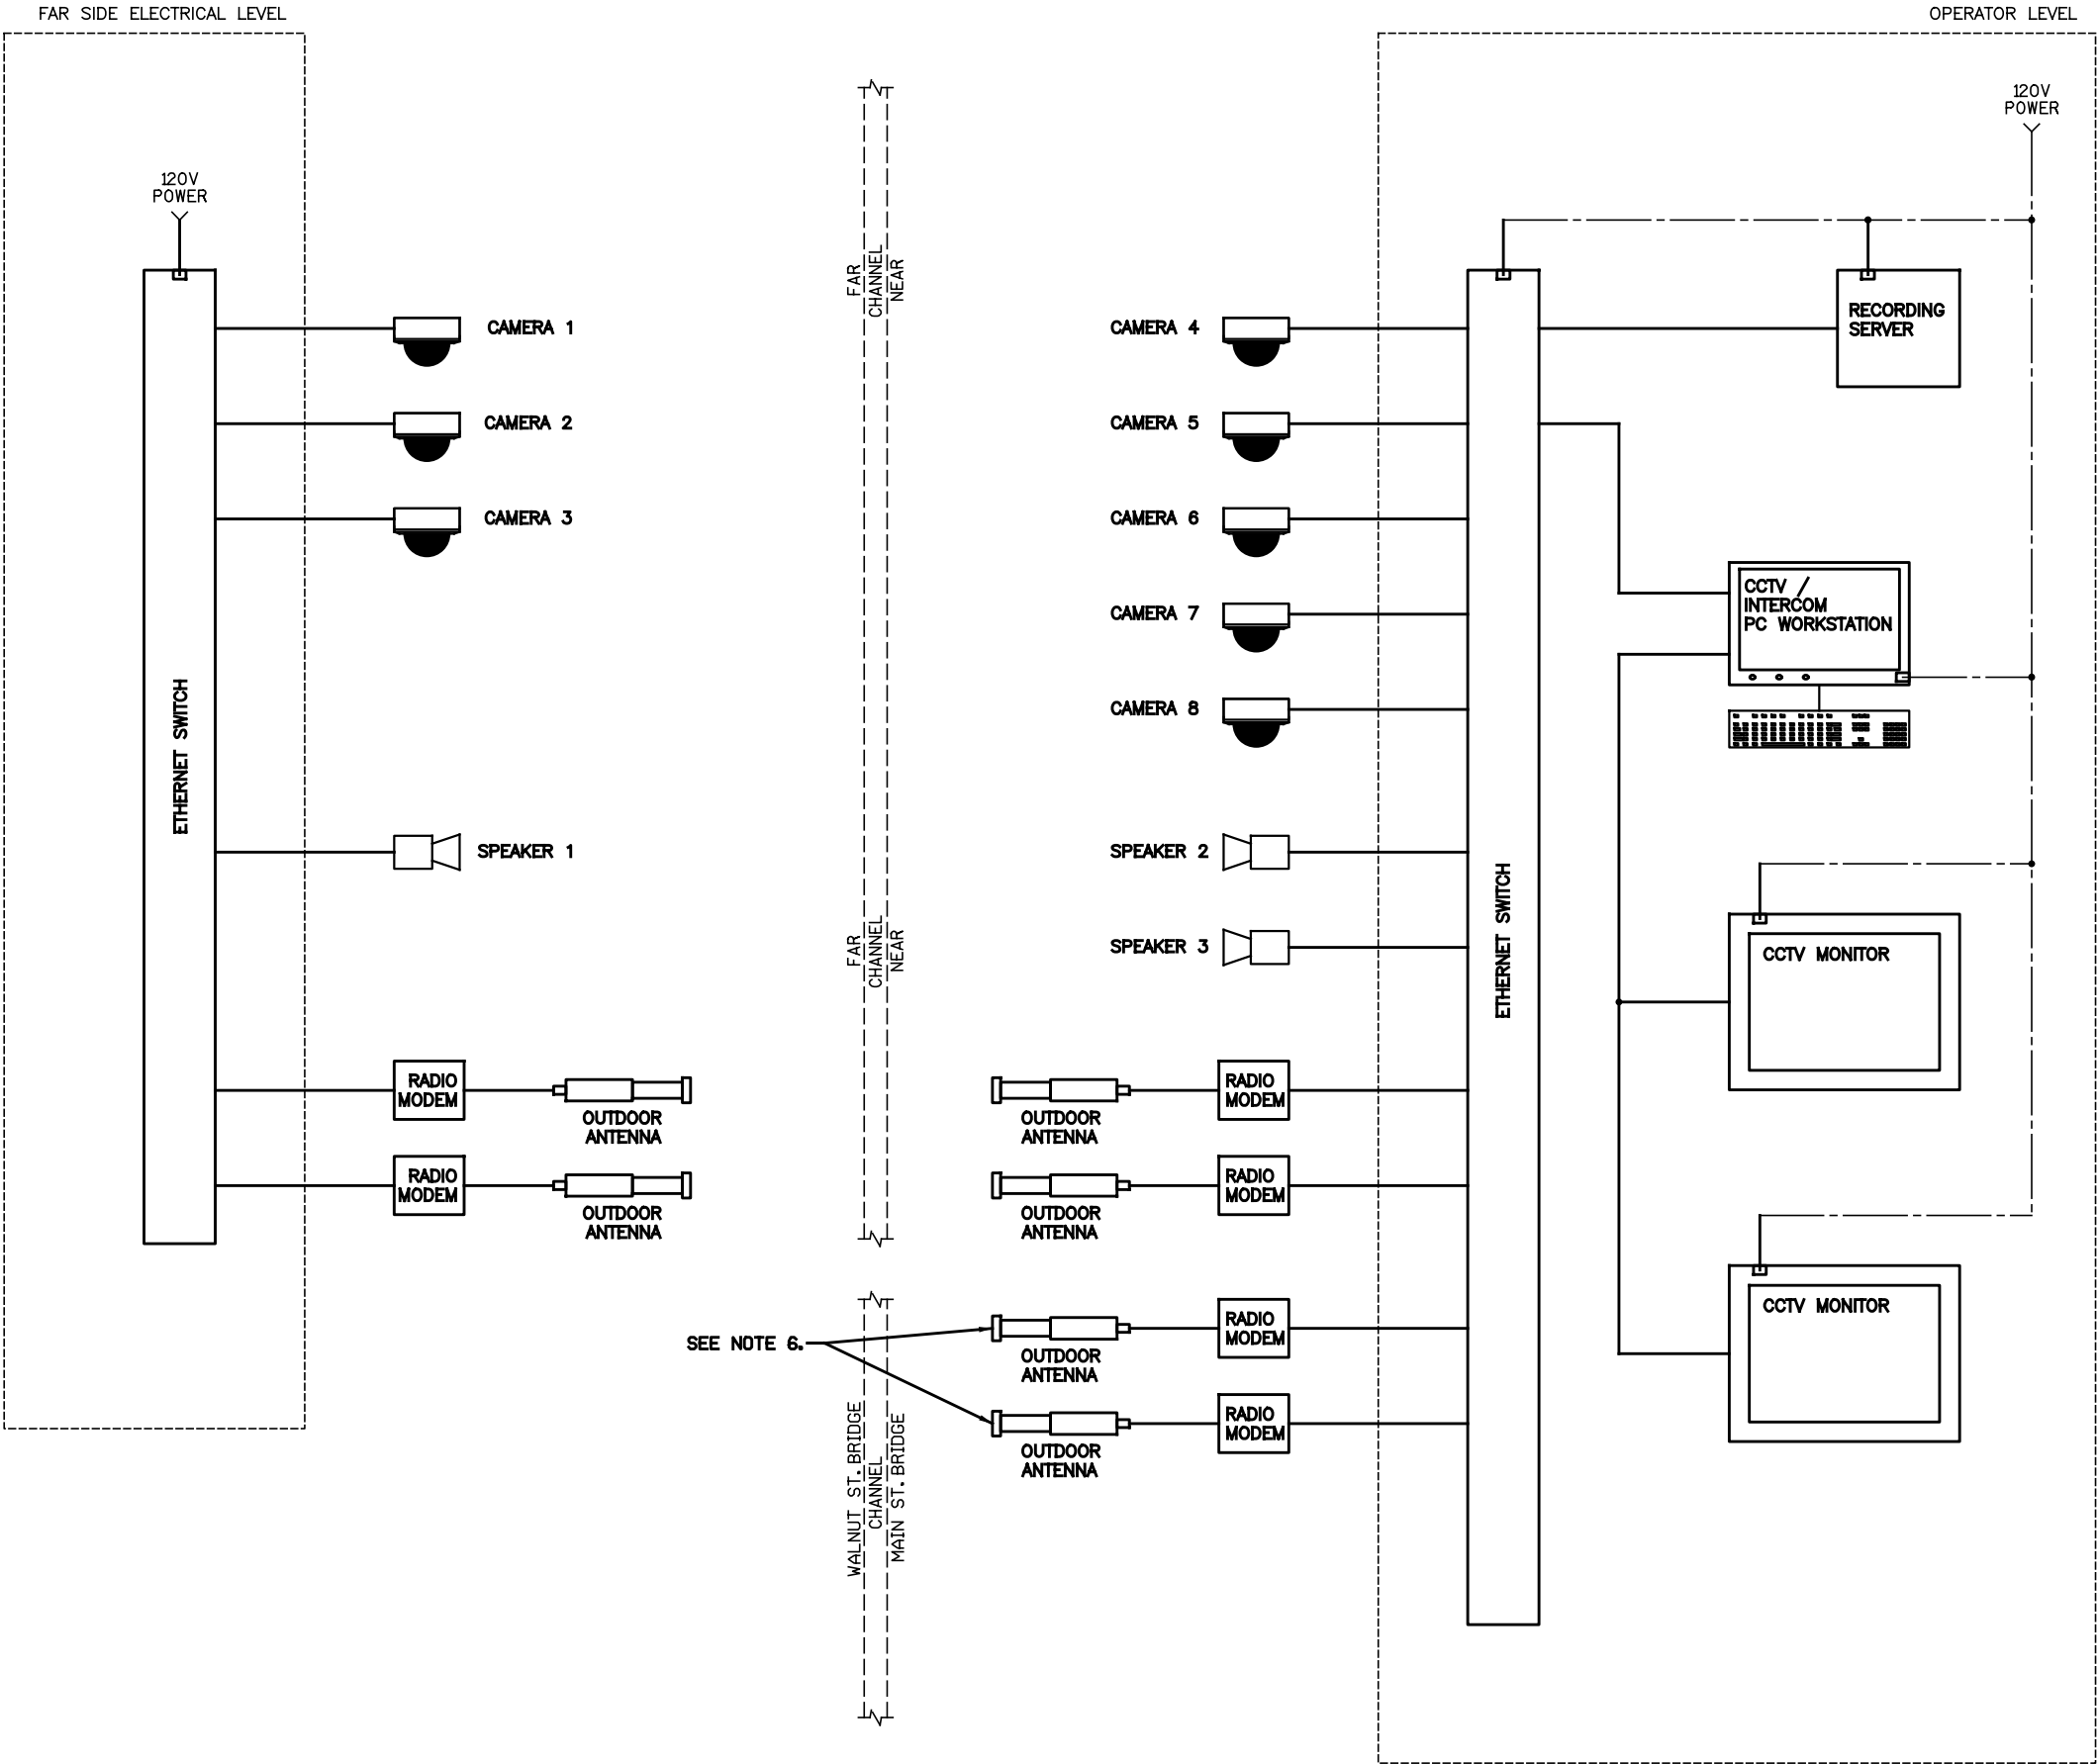 FAR SIDE ELECTRICAL LEVEL
OPERATOR LEVEL
120V
POWER
120V
POWER
ETHERNET SWITCH
CAMERA 1
CAMERA 2
CAMERA 3
SPEAKER 1
RADIO
MODEM
OUTDOOR
ANTENNA
RADIO
MODEM
OUTDOOR
ANTENNA
FAR
CHANNEL
NEAR
FAR
CHANNEL
NEAR
SEE NOTE 6.
WALNUT ST. BRIDGE
CHANNEL
MAIN ST. BRIDGE
CAMERA 4
CAMERA 5
CAMERA 6
CAMERA 7
CAMERA 8
SPEAKER 2
SPEAKER 3
OUTDOOR
ANTENNA
RADIO
MODEM
OUTDOOR
ANTENNA
RADIO
MODEM
OUTDOOR
ANTENNA
RADIO
MODEM
OUTDOOR
ANTENNA
RADIO
MODEM
ETHERNET SWITCH
RECORDING
SERVER
CCTV /
INTERCOM
PC WORKSTATION
CCTV MONITOR
CCTV MONITOR